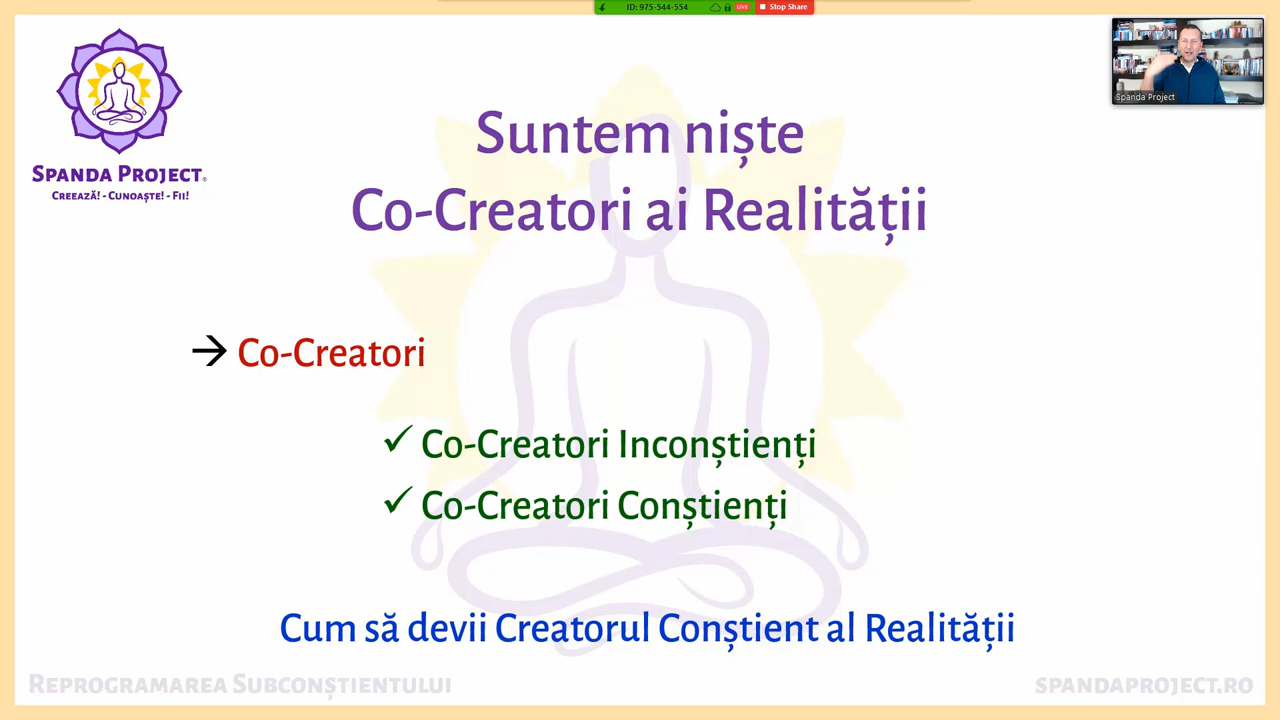 ID: 975-544-554 LIVE Stop Share
Spanda Project
SPANDA PROJECT®
CREEAZĂ! - CUNOAȘTE! - FII!
Suntem niște
Co-Creatori ai Realității
→ Co-Creatori
✓ Co-Creatori Inconștienți
✓ Co-Creatori Conștienți
Cum să devii Creatorul Conștient al Realității
REPROGRAMAREA SUBCONȘTIENTULUI
SPANDAPROJECT.RO